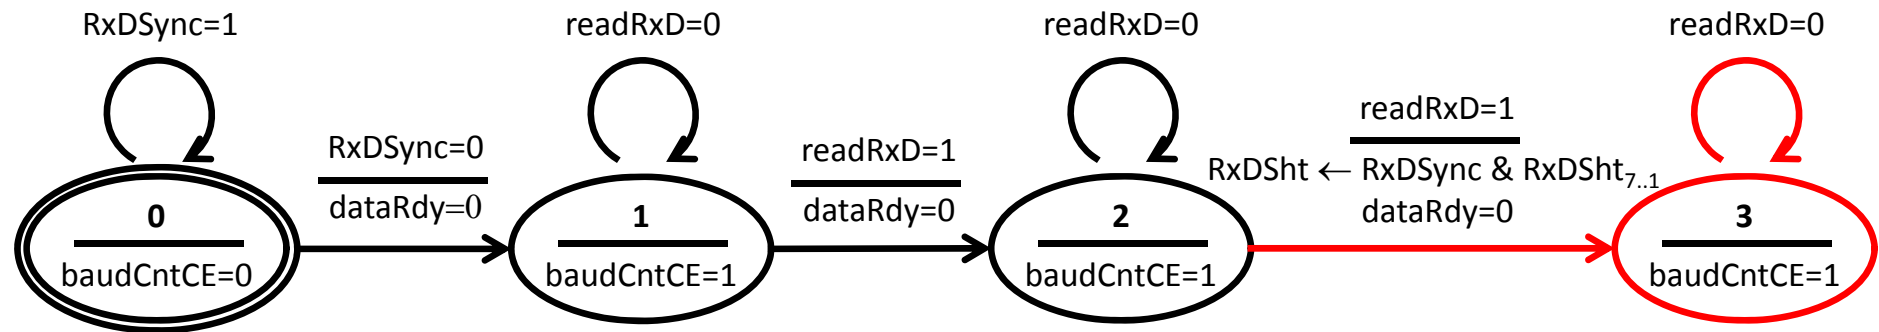 RxDSync=1
readRxD=0
readRxD=0
readRxD=0
RxDSync=0
dataRdy=0
readRxD=1
dataRdy=0
readRxD=1
RxDSht ← RxDSync & RxDSht7..1
dataRdy=0
0
baudCntCE=0
1
baudCntCE=1
2
baudCntCE=1
3
baudCntCE=1